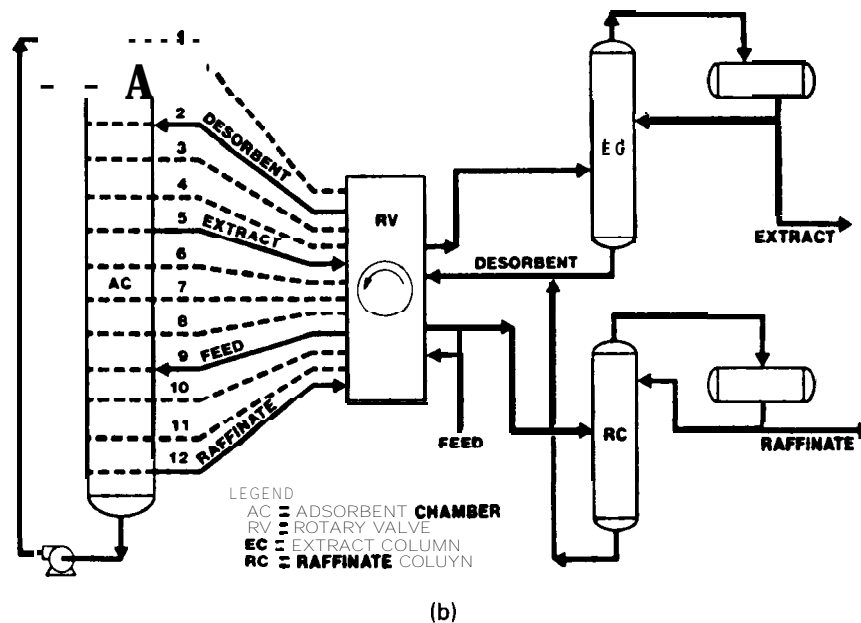 1
A
2
DESORBENT
3
4
5
EXTRACT
6
AC
7
8
9
FEED
10
11
12
RAFFINATE
RV
EG
EXTRACT
DESORBENT
FEED
RC
RAFFINATE
LEGEND
AC = ADSORBENT CHAMBER
RV = ROTARY VALVE
EC = EXTRACT COLUMN
RC = RAFFINATE COLUYN
(b)